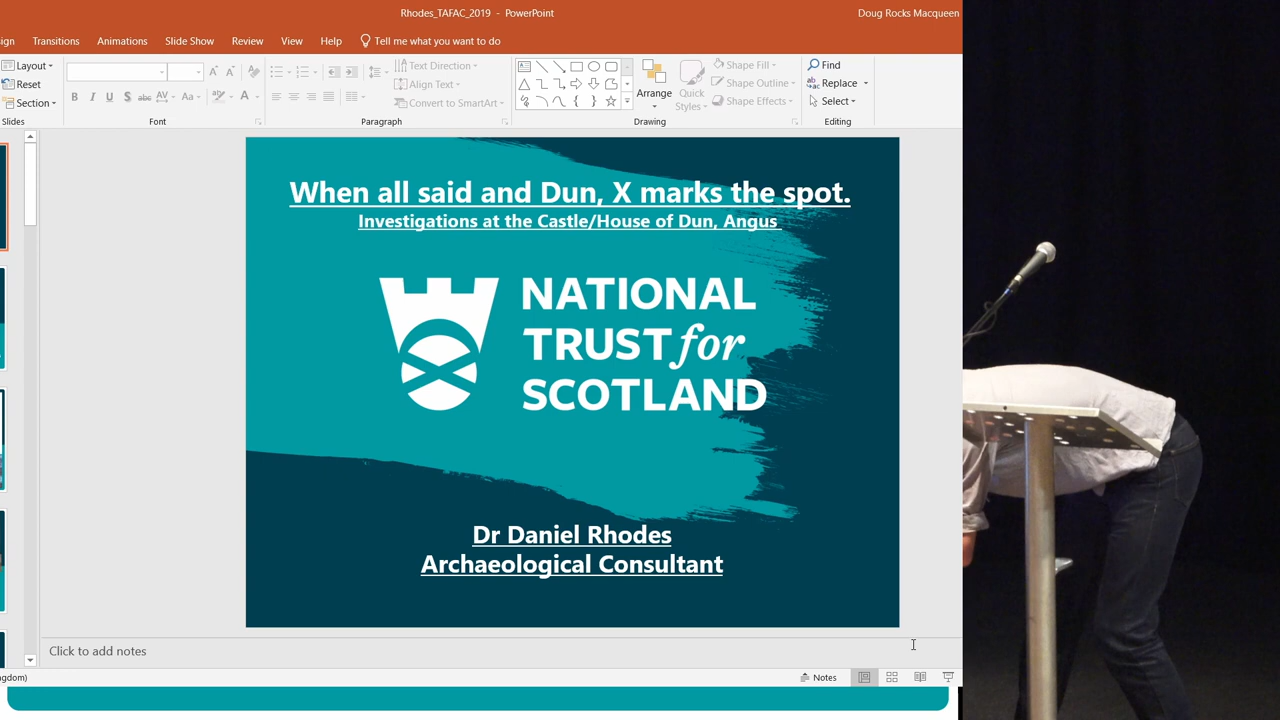 Rhodes_TAFAC_2019 - PowerPoint
Doug Rocks Macqueen
ign Transitions Animations Slide Show Review View Help Tell me what you want to do
Layout
Reset
Section
Slides
B I U S abc AV Aa A
Font
Text Direction
Align Text
Convert to SmartArt
Paragraph
Arrange
Quick
Styles
Shape Fill
Shape Outline
Shape Effects
Drawing
Find
Replace
Select
Editing
When all said and Dun, X marks the spot.
Investigations at the Castle/House of Dun, Angus
NATIONAL
TRUST for
SCOTLAND
Dr Daniel Rhodes
Archaeological Consultant
Click to add notes
gdom)
Notes